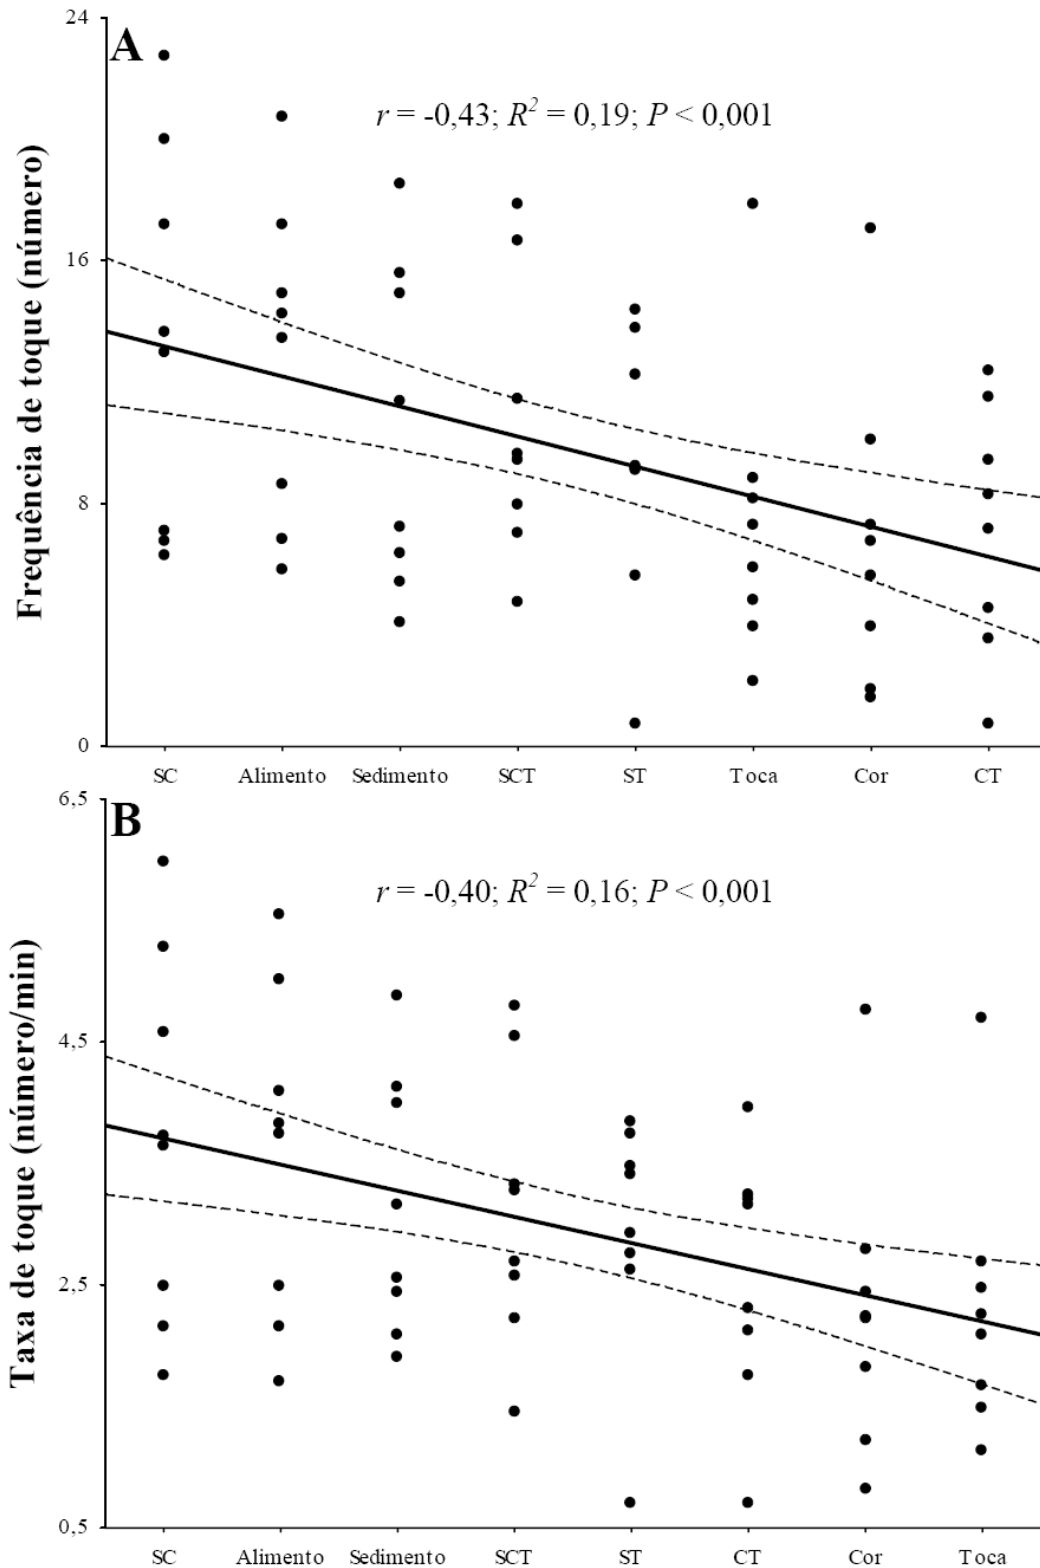 24
A
r = -0,43; R² = 0,19; P < 0,001
Frequência de toque (número)
16
8
0
SC Alimento Sedimento SCT ST Toca Cor CT
6,5
B
r = -0,40; R² = 0,16; P < 0,001
Taxa de toque (número/min)
4,5
2,5
0,5
SC Alimento Sedimento SCT ST CT Cor Toca